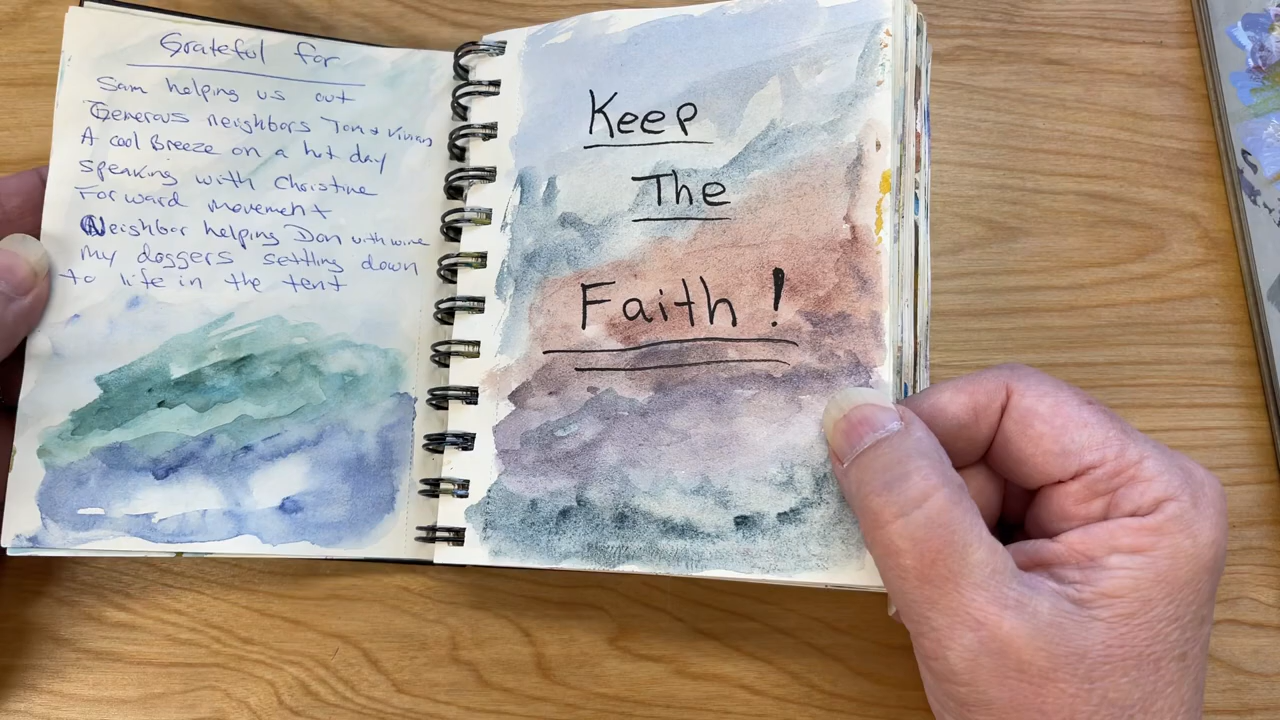 Grateful for
Sam helping us out
Generous neighbors Tom & Vivian
A cool Breeze on a hot day
speaking with Christine
Forward Movement
Neighbor helping Dan with wine
my doggers settling down
to life in the tent
Keep
The
Faith!